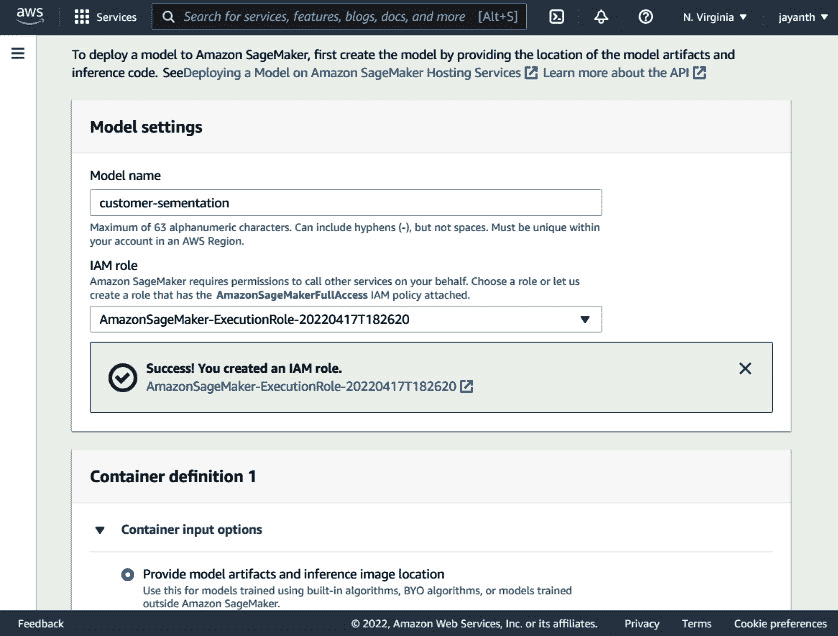 aws Services Search for services, features, blogs, docs, and more [Alt+S] N. Virginia ▼ jayanth ▼
To deploy a model to Amazon SageMaker, first create the model by providing the location of the model artifacts and
inference code. SeeDeploying a Model on Amazon SageMaker Hosting Services Learn more about the API
Model settings
Model name
customer-sementation
Maximum of 63 alphanumeric characters. Can include hyphens (-), but not spaces. Must be unique within
your account in an AWS Region.
IAM role
Amazon SageMaker requires permissions to call other services on your behalf. Choose a role or let us
create a role that has the AmazonSageMakerFullAccess IAM policy attached.
AmazonSageMaker-ExecutionRole-20220417T182620
Success! You created an IAM role.
AmazonSageMaker-ExecutionRole-20220417T182620
Container definition 1
Container input options
Provide model artifacts and inference image location
Use this for models trained using built-in algorithms, BYO algorithms, or models trained
outside Amazon SageMaker.
Feedback © 2022, Amazon Web Services, Inc. or its affiliates. Privacy Terms Cookie preferences